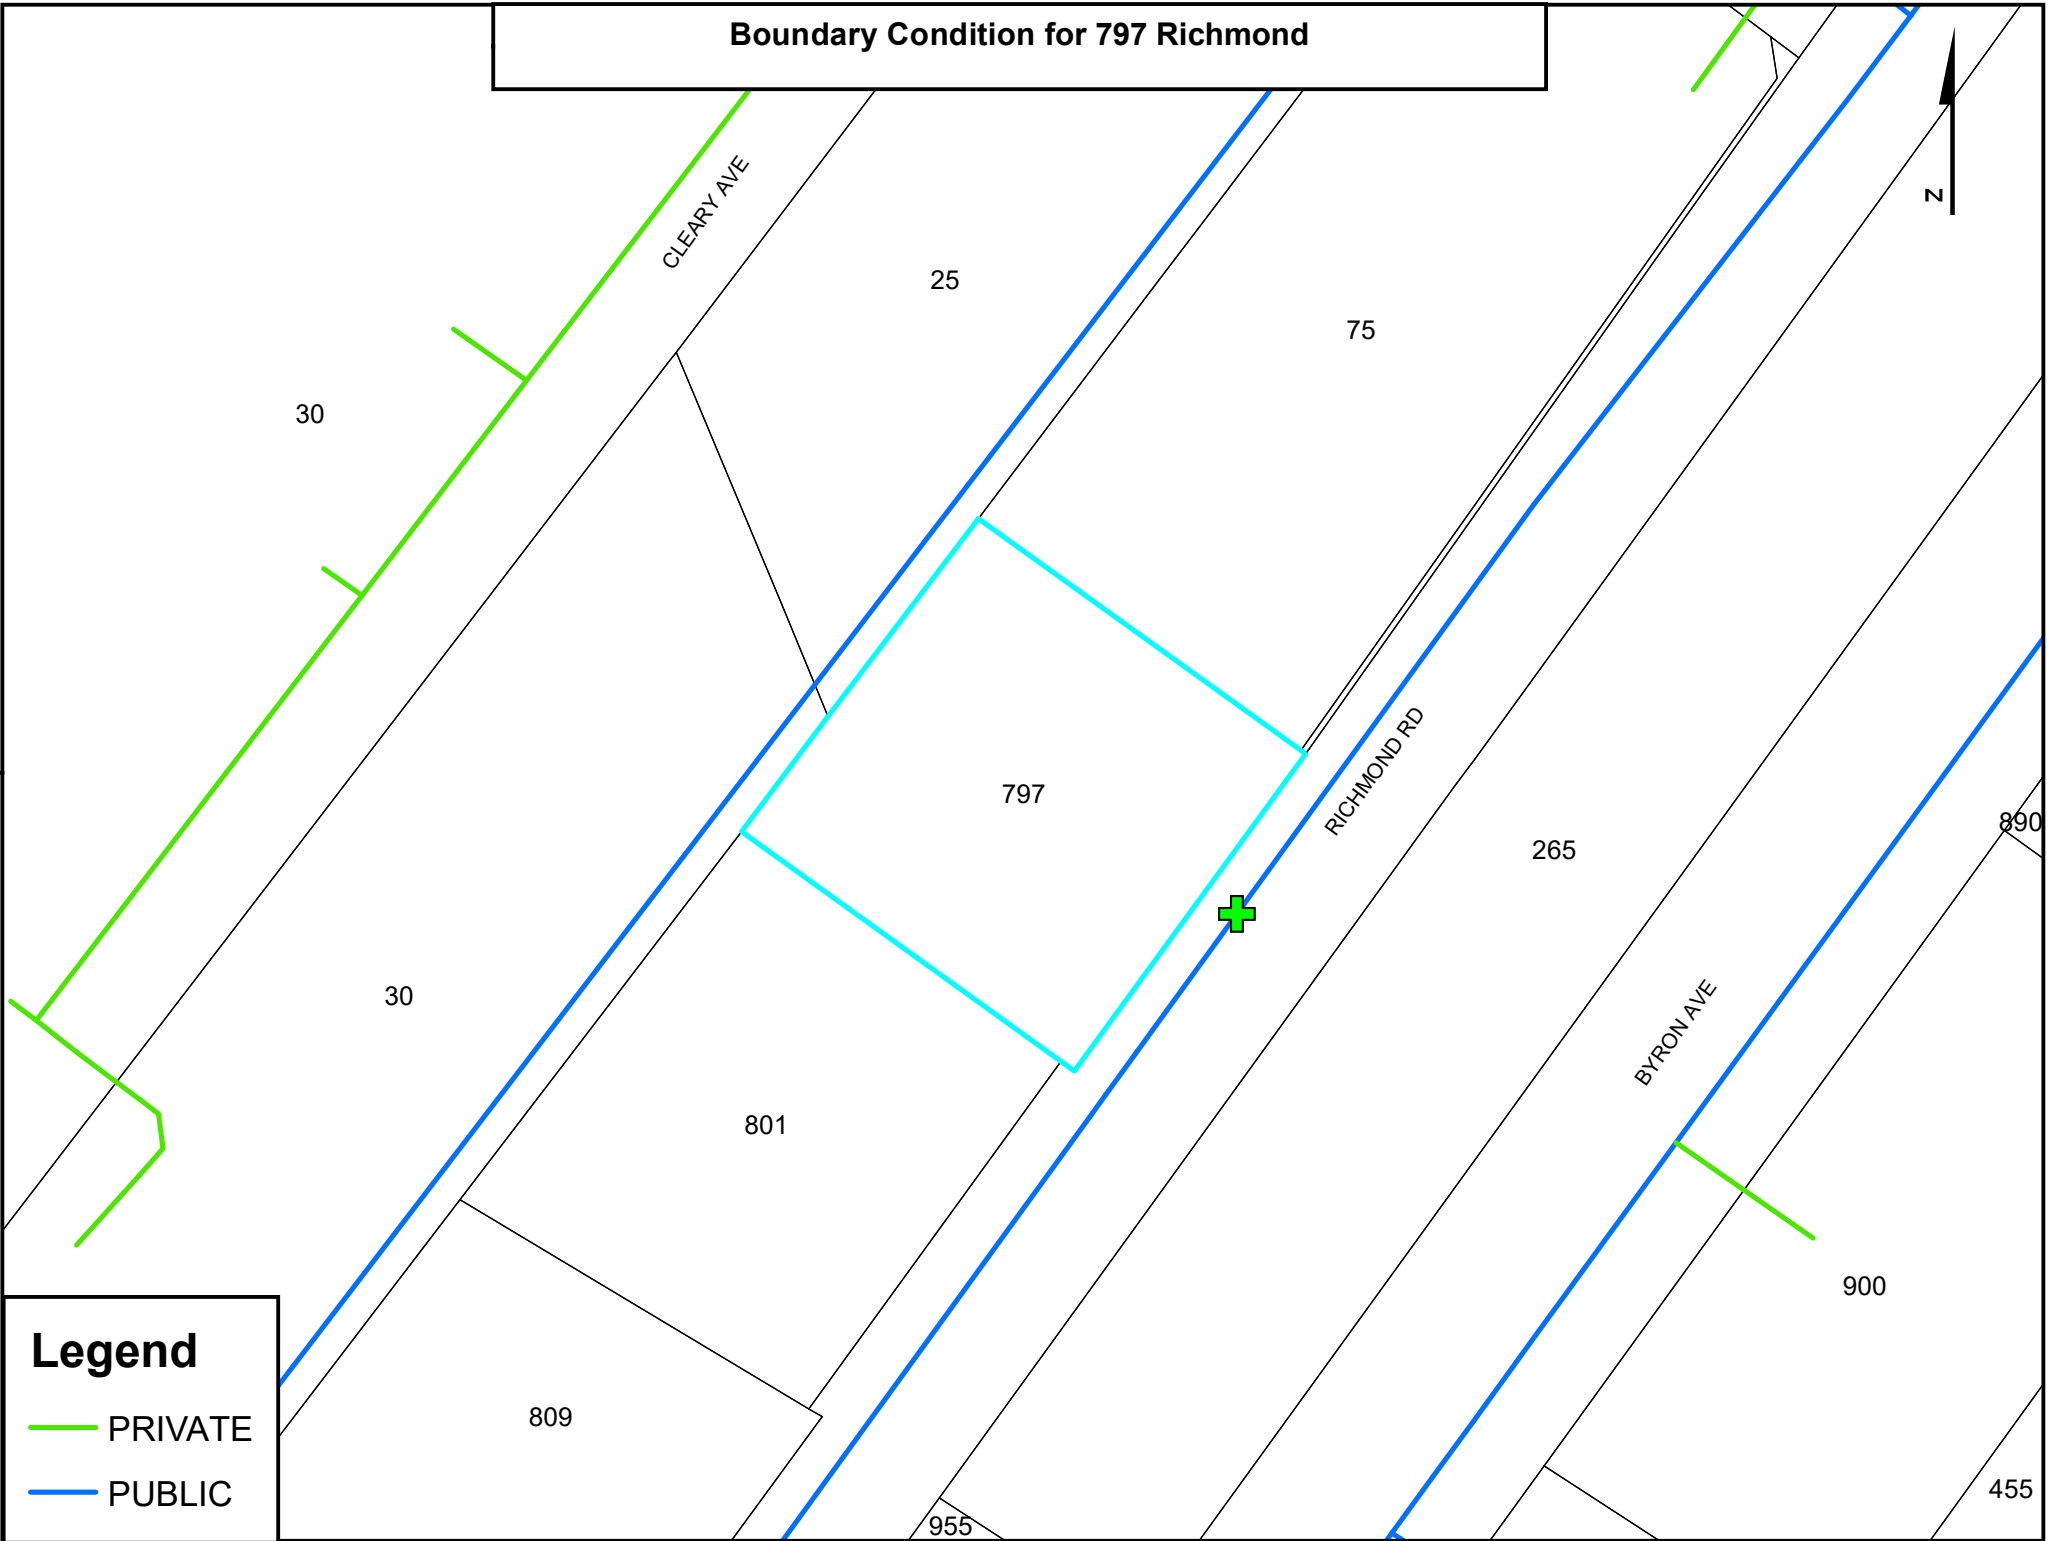 Boundary Condition for 797 Richmond
CLEARY AVE
N
25
75
30
797
RICHMOND RD
890
265
30
BYRON AVE
801
900
Legend
PRIVATE
PUBLIC
809
455
955